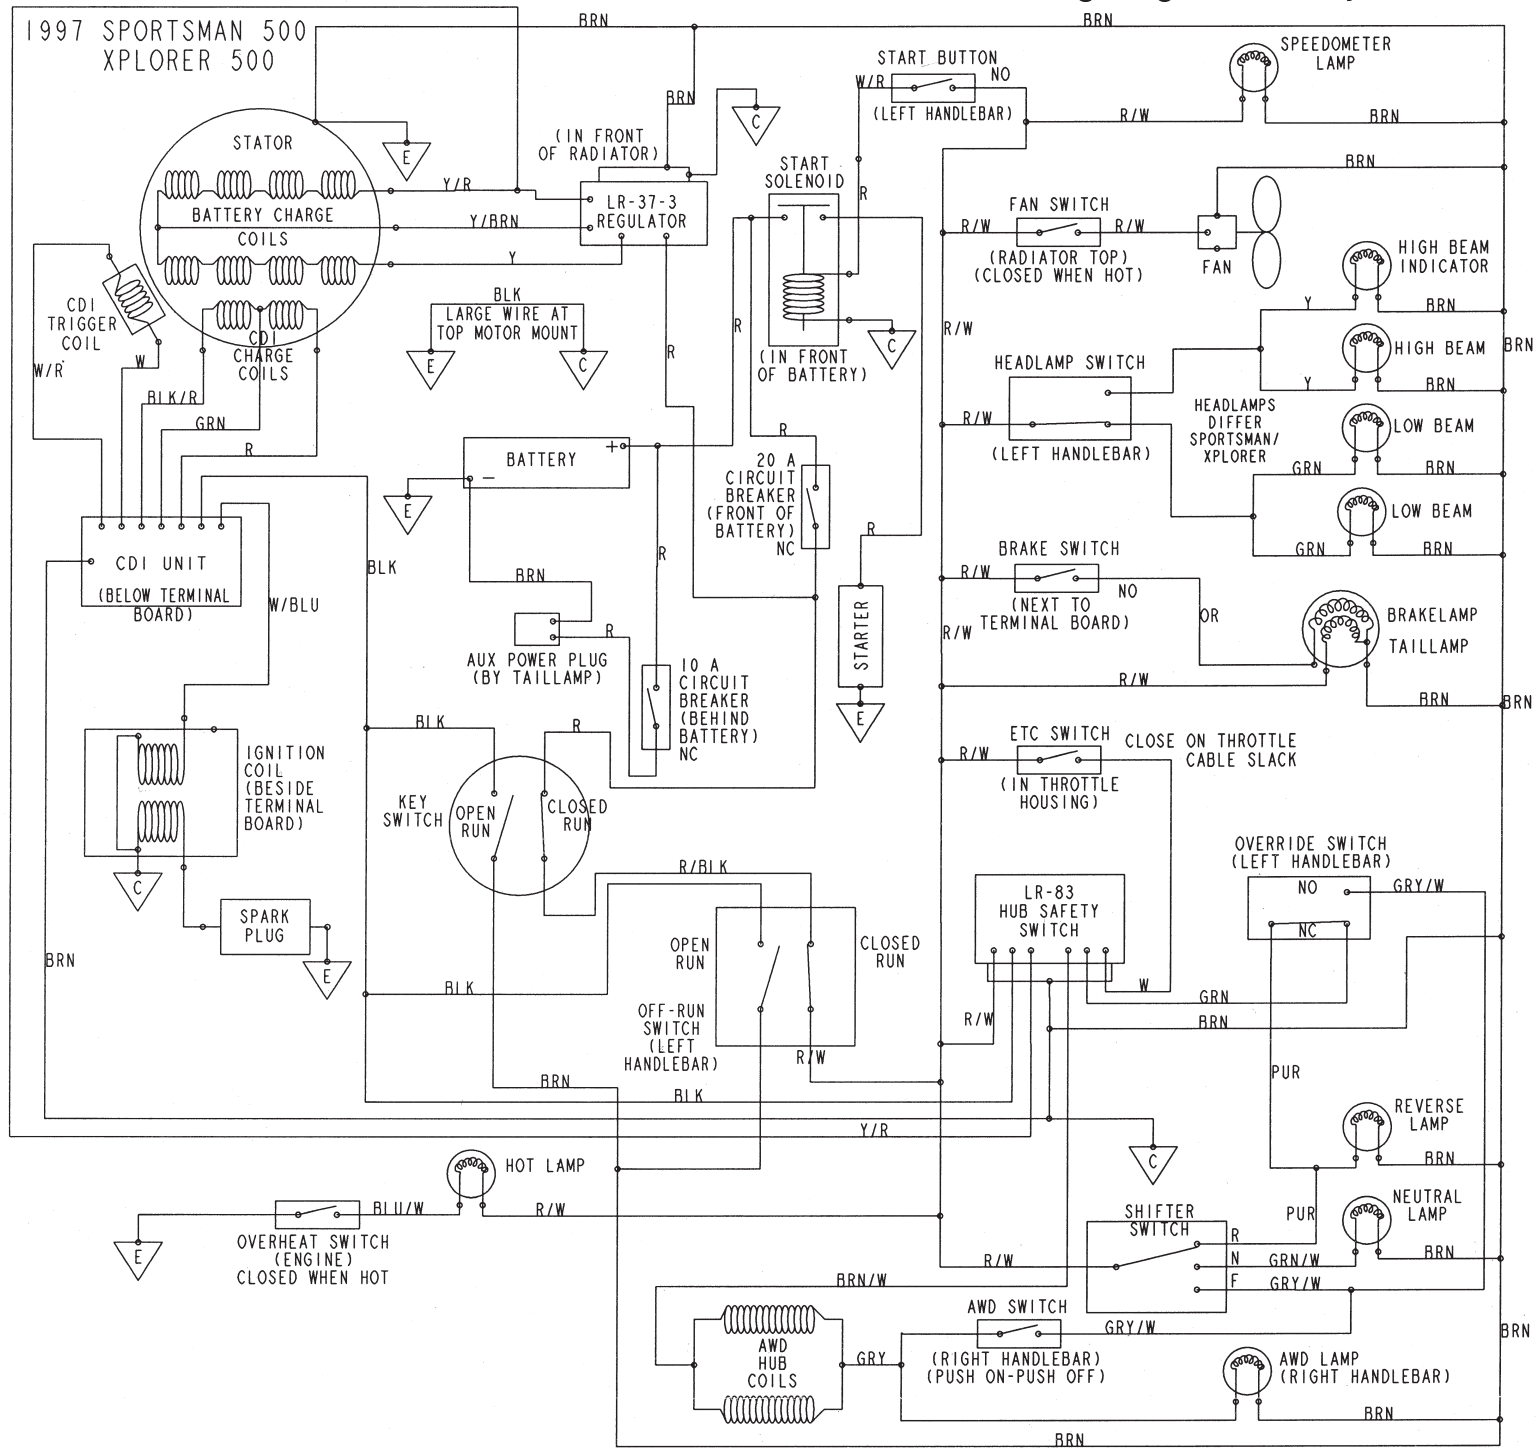 1997 SPORTSMAN 500
XPLORER 500
BRN
BRN
STATOR
BATTERY CHARGE
COILS
CDI
TRIGGER
COIL
CDI
CHARGE
COILS
W/R
W
BLK/R
GRN
R
E
Y/R
Y/BRN
Y
(IN FRONT
OF RADIATOR)
BRN
C
LR-37-3
REGULATOR
BLK
LARGE WIRE AT
TOP MOTOR MOUNT
E
C
R
START
SOLENOID
R
R
(IN FRONT
OF BATTERY)
C
START BUTTON
W/R
NO
(LEFT HANDLEBAR)
SPEEDOMETER
LAMP
R/W
BRN
BRN
FAN SWITCH
R/W
R/W
(RADIATOR TOP)
(CLOSED WHEN HOT)
FAN
HIGH BEAM
INDICATOR
Y
BRN
R/W
HIGH BEAM
BRN
Y
BRN
HEADLAMP SWITCH
R/W
(LEFT HANDLEBAR)
HEADLAMPS
DIFFER
SPORTSMAN/
XPLORER
LOW BEAM
GRN
BRN
LOW BEAM
GRN
BRN
BATTERY
+
−
E
R
20 A
CIRCUIT
BREAKER
(FRONT OF
BATTERY)
NC
R
R
BRN
AUX POWER PLUG
(BY TAILLAMP)
R
10 A
CIRCUIT
BREAKER
(BEHIND
BATTERY)
NC
STARTER
E
BRAKE SWITCH
R/W
NO
(NEXT TO
TERMINAL BOARD)
R/W
OR
BRAKELAMP
TAILLAMP
R/W
BRN
BRN
CDI UNIT
(BELOW TERMINAL
BOARD)
BLK
W/BLU
IGNITION
COIL
(BESIDE
TERMINAL
BOARD)
C
SPARK
PLUG
E
BRN
BLK
R
KEY
SWITCH
OPEN
RUN
CLOSED
RUN
R/BLK
BLK
OPEN
RUN
CLOSED
RUN
OFF-RUN
SWITCH
(LEFT
HANDLEBAR)
R/W
BRN
BLK
Y/R
ETC SWITCH
R/W
CLOSE ON THROTTLE
CABLE SLACK
(IN THROTTLE
HOUSING)
LR-83
HUB SAFETY
SWITCH
R/W
W
GRN
BRN
OVERRIDE SWITCH
(LEFT HANDLEBAR)
NO
NC
GRY/W
PUR
C
REVERSE
LAMP
BRN
NEUTRAL
LAMP
BRN
SHIFTER
SWITCH
R/W
R
N
F
PUR
GRN/W
GRY/W
HOT LAMP
BLU/W
R/W
E
OVERHEAT SWITCH
(ENGINE)
CLOSED WHEN HOT
BRN/W
AWD
HUB
COILS
GRY
AWD SWITCH
GRY/W
(RIGHT HANDLEBAR)
(PUSH ON-PUSH OFF)
AWD LAMP
(RIGHT HANDLEBAR)
BRN
BRN
BRN